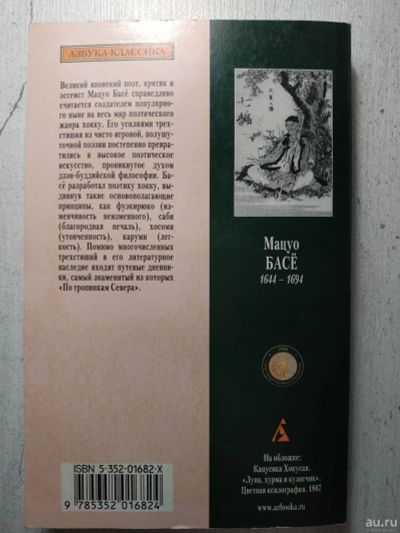 АЗБУКА-КЛАССИКА
Великий японский поэт, критик и
эссеист Мацуо Басё справедливо
считается создателем популярно-
го ныне на весь мир поэтического
жанра хокку. Его усилиями трех-
стишия из чисто игровой, полушу-
точной поэзии постепенно превра-
тились в высокое поэтическое
искусство, проникнутое духом
дзэн-буддийской философии. Ба-
сё разработал поэтику хокку, вы-
двинув такие основополагающие
принципы, как фуэкирюко (из-
менчивость неизменного), саби
(благородная печаль), хосоми
(утонченность), каруми (лег-
кость). Помимо многочисленных
трехстиший в его литературное
наследие входят путевые дневни-
ки, самый знаменитый из которых
«По тропинкам Севера».
ISBN 5-352-01682-X
9 785352 016824
Мацуо
БАСЁ
1644 – 1694
На обложке:
Кацусика Хокусай.
«Луна, хурма и кузнечик».
Цветная ксилография. 1807
www.azbooka.ru
au.ru